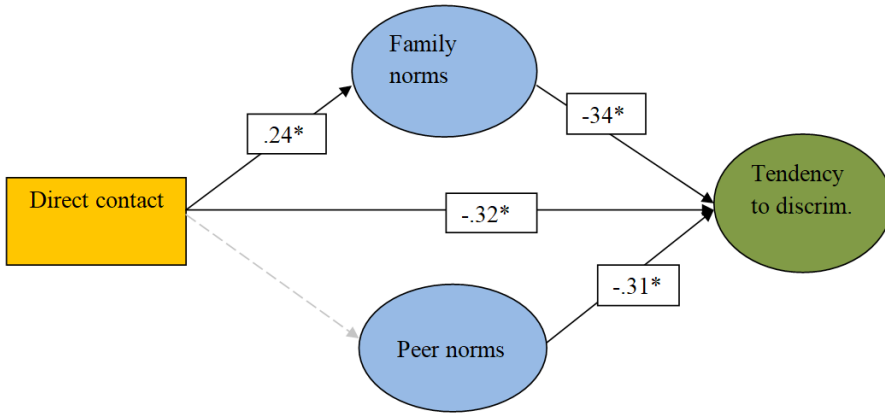 Family
norms
-34*
.24*
Tendency
to discrim.
Direct contact
-.32*
-.31*
Peer norms